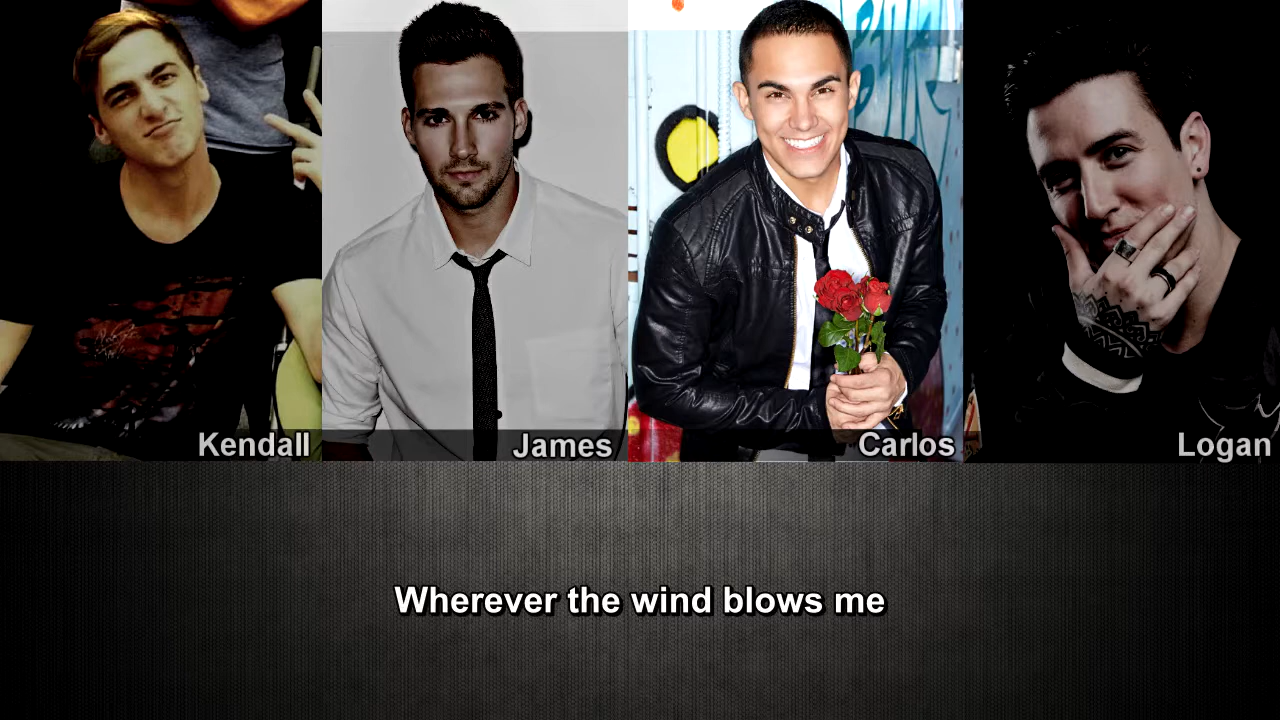 Kendall
James
Carlos
Logan
Wherever the wind blows me